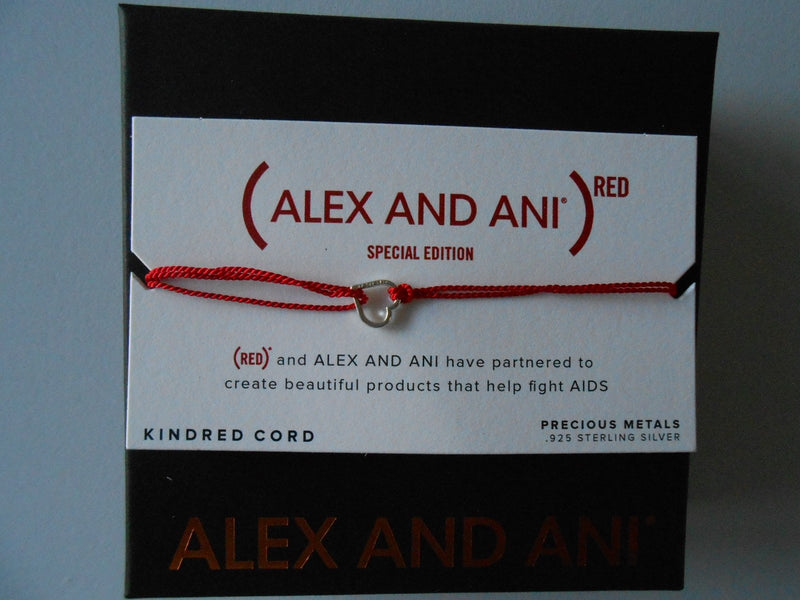 (ALEX AND ANI®)RED
SPECIAL EDITION
(RED)* and ALEX AND ANI have partnered to
create beautiful products that help fight AIDS
KINDRED CORD
PRECIOUS METALS
.925 STERLING SILVER
ALEX AND ANI®